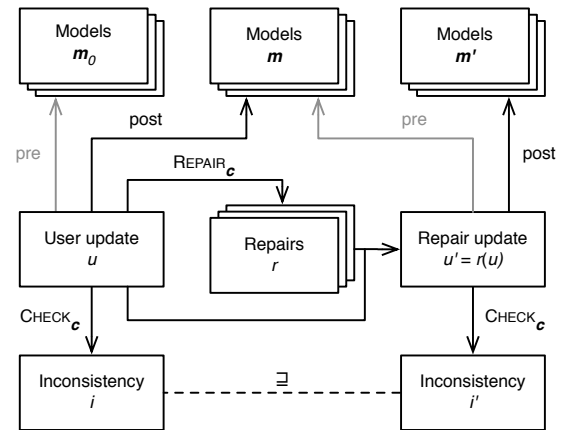 Models
m0
Models
m
Models
m'
post
pre
pre
post
REPAIRc
User update
u
Repairs
r
Repair update
u' = r(u)
CHECKc
CHECKc
Inconsistency
i
⊒
Inconsistency
i'